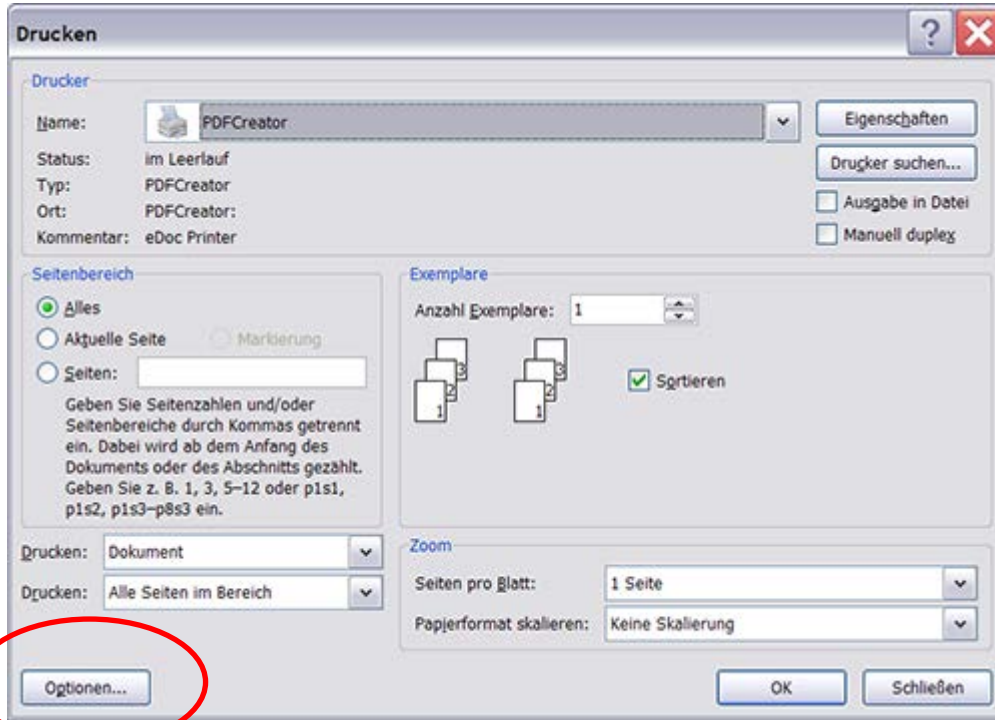 Drucken
Drucker
Name: PDFCreator
Eigenschaften
Status: im Leerlauf
Drucker suchen...
Typ: PDFCreator
Ort: PDFCreator:
Ausgabe in Datei
Kommentar: eDoc Printer
Manuell duplex
Seitenbereich
Alles
Aktuelle Seite Markierung
Seiten:
Geben Sie Seitenzahlen und/oder
Seitenbereiche durch Kommas getrennt
ein. Dabei wird ab dem Anfang des
Dokuments oder des Abschnitts gezählt.
Geben Sie z. B. 1, 3, 5–12 oder p1s1,
p1s2, p1s3–p8s3 ein.
Exemplare
Anzahl Exemplare: 1
3 3
2 2
1 1
Sortieren
Drucken: Dokument
Drucken: Alle Seiten im Bereich
Zoom
Seiten pro Blatt: 1 Seite
Papierformat skalieren: Keine Skalierung
Optionen...
OK
Schließen